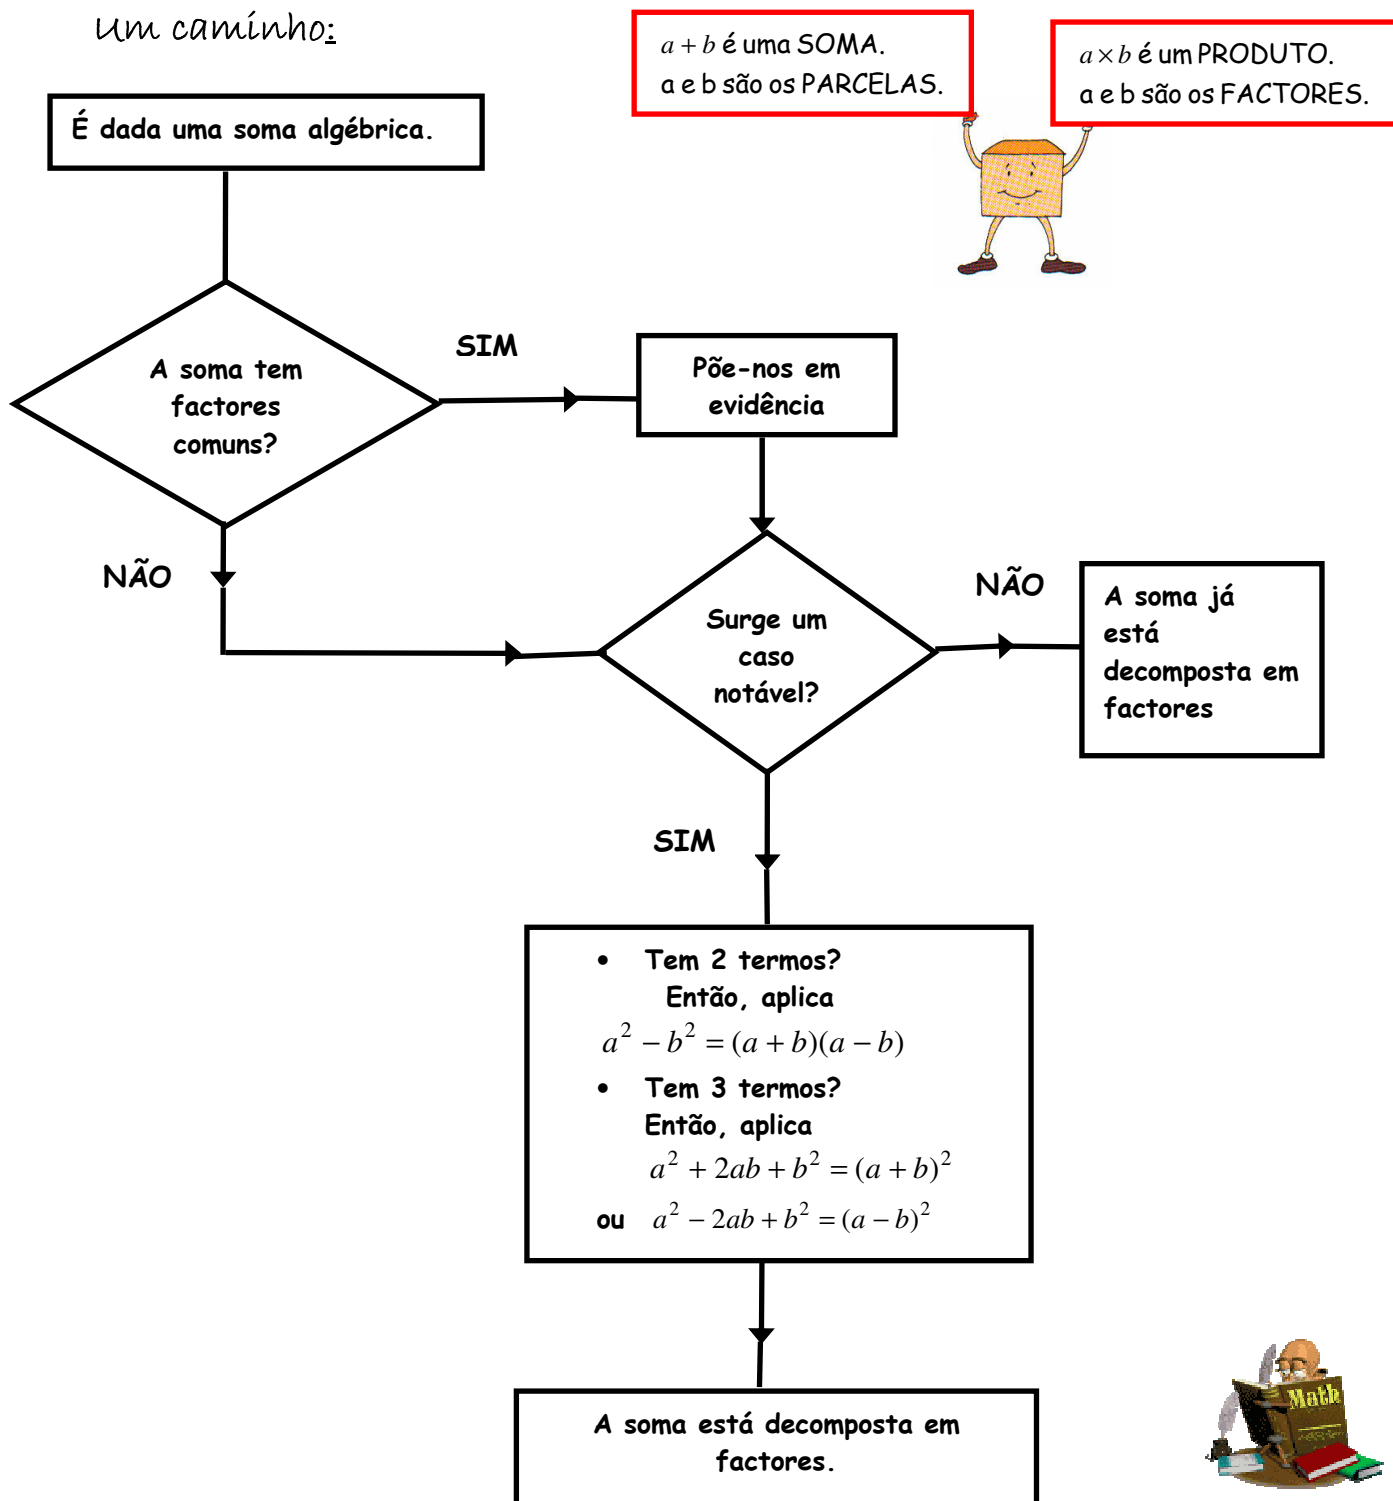 Um caminho:
a + b é uma SOMA.
a e b são os PARCELAS.
a × b é um PRODUTO.
a e b são os FACTORES.
É dada uma soma algébrica.
A soma tem
factores
comuns?
SIM
Põe-nos em
evidência
NÃO
Surge um
caso
notável?
NÃO
A soma já
está
decomposta em
factores
SIM
• Tem 2 termos?
Então, aplica
a² − b² = (a + b)(a − b)
• Tem 3 termos?
Então, aplica
a² + 2ab + b² = (a + b)²
ou a² − 2ab + b² = (a − b)²
A soma está decomposta em
factores.
Math